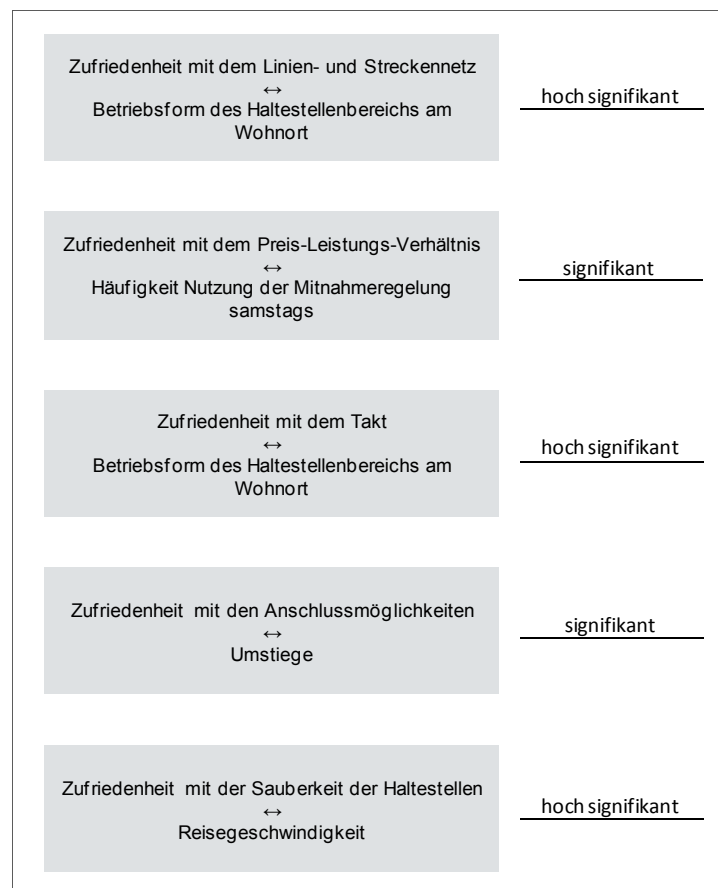 Zufriedenheit mit dem Linien- und Streckennetz
↔
Betriebsform des Haltestellenbereichs am
Wohnort
hoch signifikant
Zufriedenheit mit dem Preis-Leistungs-Verhältnis
↔
Häufigkeit Nutzung der Mitnahmeregelung
samstags
signifikant
Zufriedenheit mit dem Takt
↔
Betriebsform des Haltestellenbereichs am
Wohnort
hoch signifikant
Zufriedenheit mit den Anschlussmöglichkeiten
↔
Umstiege
signifikant
Zufriedenheit mit der Sauberkeit der Haltestellen
↔
Reisegeschwindigkeit
hoch signifikant